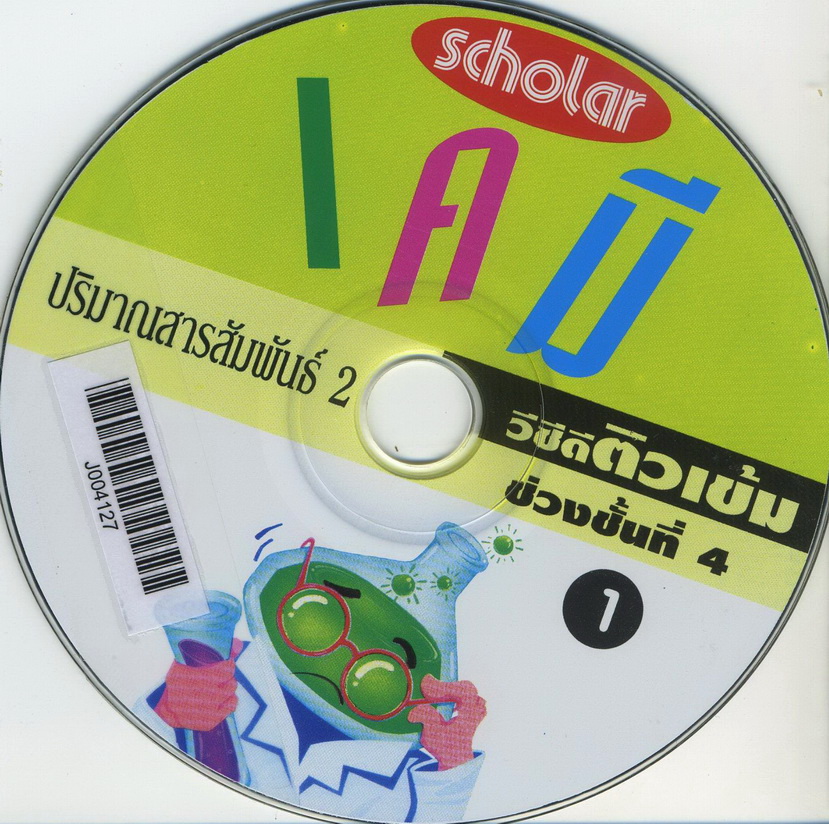 scholar
เคมี
ปริมาณสารสัมพันธ์ 2
วีซีดีติวเข้ม
ช่วงชั้นที่ 4
1
J004127